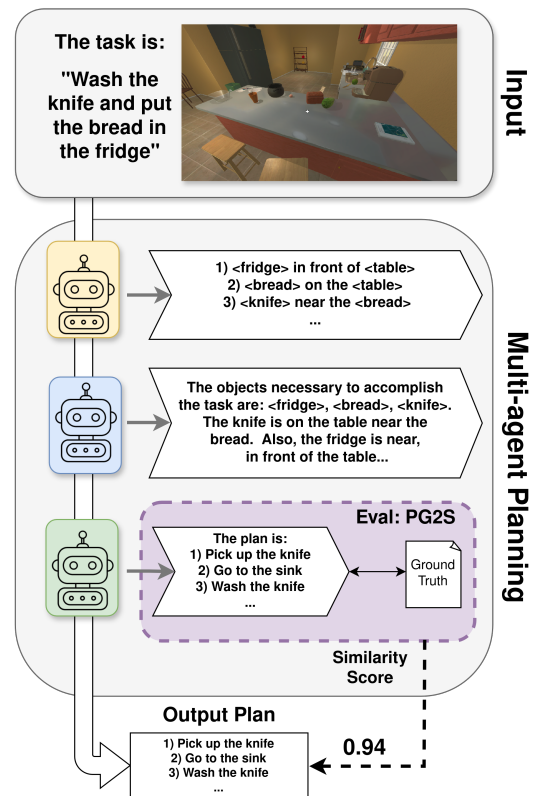 The task is:
"Wash the
knife and put
the bread in
the fridge"
Input
1) <fridge> in front of <table>
2) <bread> on the <table>
3) <knife> near the <bread>
...
The objects necessary to accomplish
the task are: <fridge>, <bread>, <knife>.
The knife is on the table near the
bread. Also, the fridge is near,
in front of the table...
Multi-agent Planning
Eval: PG2S
The plan is:
1) Pick up the knife
2) Go to the sink
3) Wash the knife
...
Ground
Truth
Similarity
Score
Output Plan
0.94
1) Pick up the knife
2) Go to the sink
3) Wash the knife
...